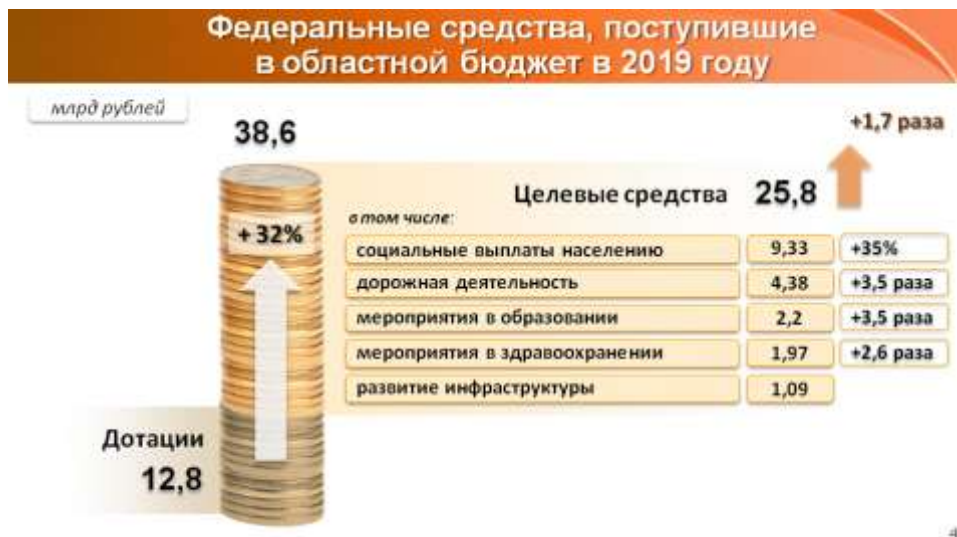 Федеральные средства, поступившие
в областной бюджет в 2019 году
млрд рублей
38,6
+1,7 раза
Целевые средства 25,8
в том числе:
+ 32%
социальные выплаты населению 9,33 +35%
дорожная деятельность 4,38 +3,5 раза
мероприятия в образовании 2,2 +3,5 раза
мероприятия в здравоохранении 1,97 +2,6 раза
развитие инфраструктуры 1,09
Дотации
12,8
4